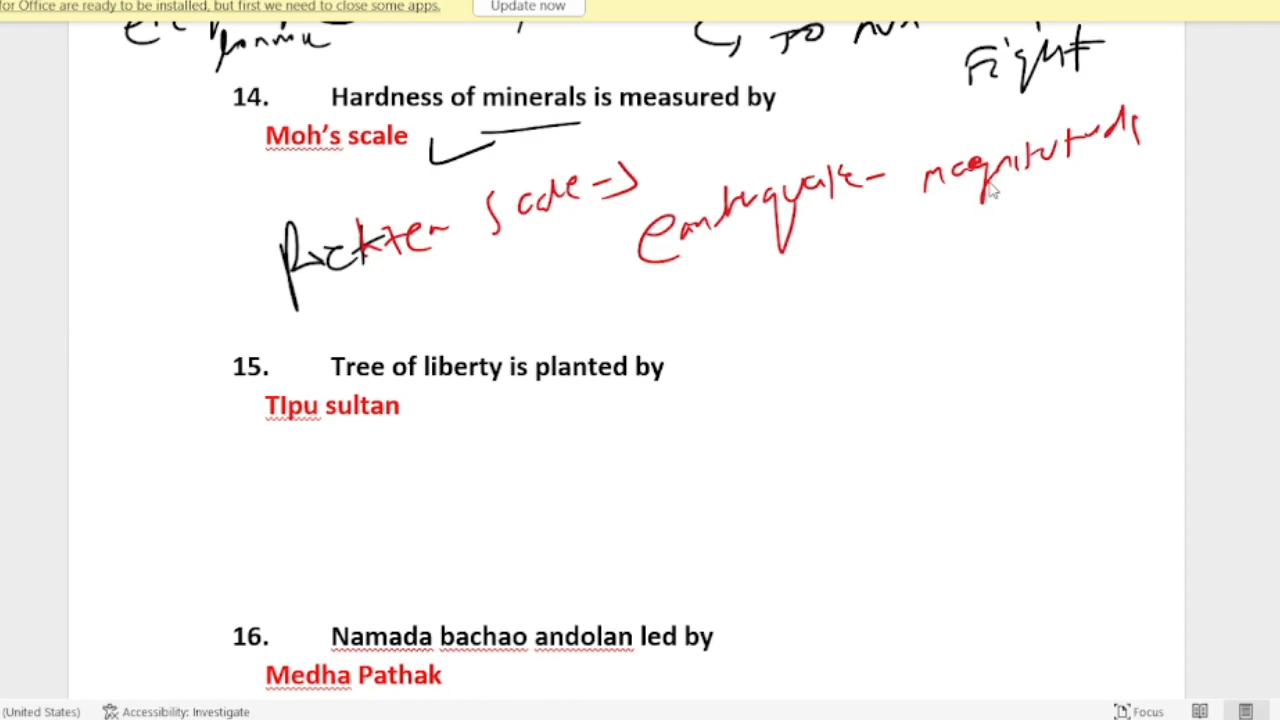 for Office are ready to be installed, but first we need to close some apps. Update now
Fight
14. Hardness of minerals is measured by
Moh's scale
Scale → earthquake - magnitude
15. Tree of liberty is planted by
TIpu sultan
16. Namada bachao andolan led by
Medha Pathak
(United States) Accessibility: Investigate Focus